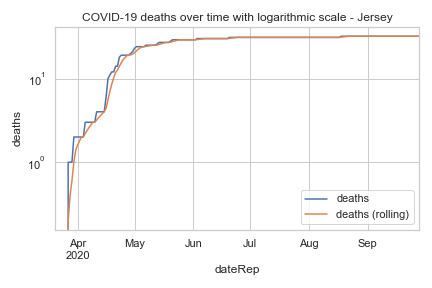 COVID-19 deaths over time with logarithmic scale - Jersey
deaths
10¹
10⁰
Apr
2020
May
Jun
Jul
Aug
Sep
dateRep
deaths
deaths (rolling)